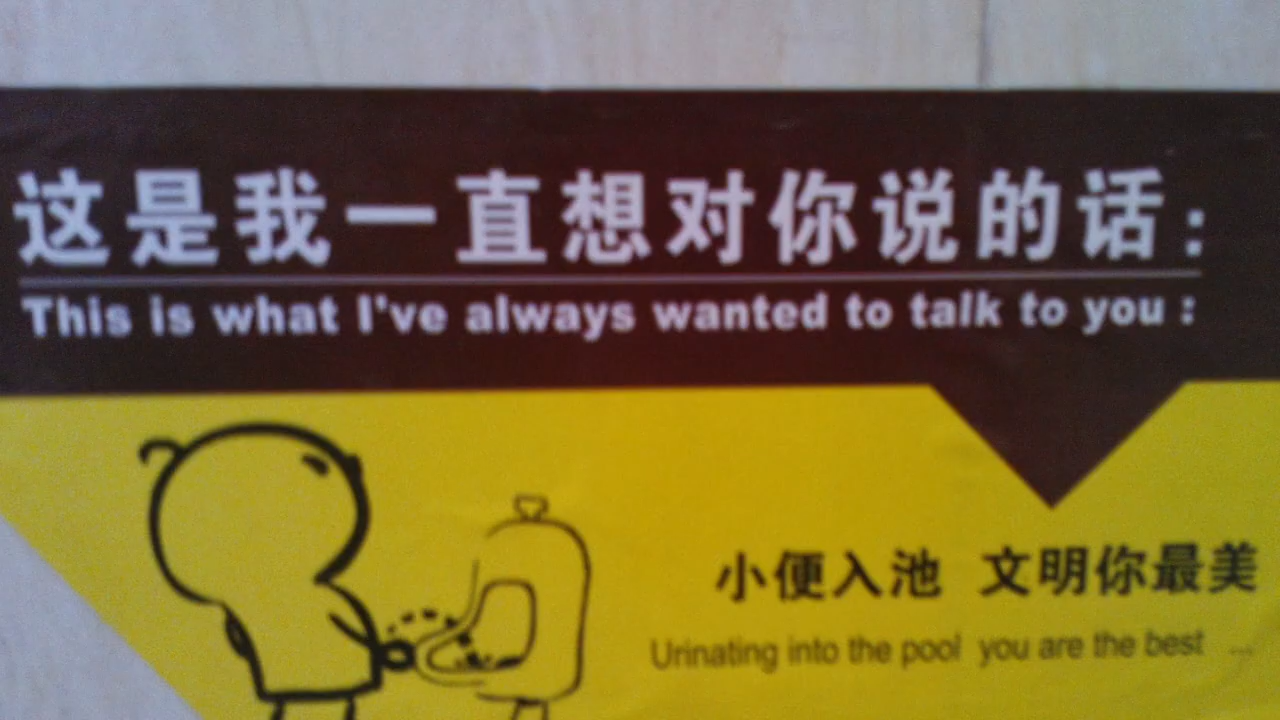 这是我一直想对你说的话：
This is what I've always wanted to talk to you :
小便入池 文明你最美
Urinating into the pool you are the best ...